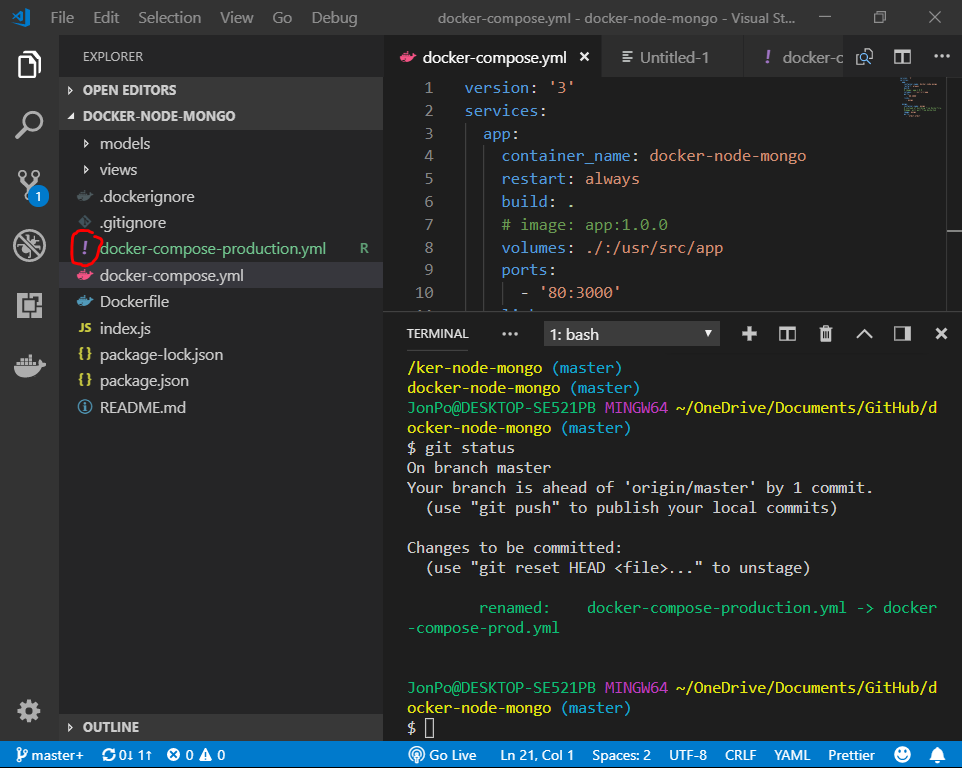 File Edit Selection View Go Debug docker-compose.yml - docker-node-mongo - Visual St...
EXPLORER
OPEN EDITORS
DOCKER-NODE-MONGO
models
views
.dockerignore
.gitignore
! docker-compose-production.yml R
docker-compose.yml
Dockerfile
JS index.js
{} package-lock.json
{} package.json
README.md
OUTLINE
1
docker-compose.yml Untitled-1 ! docker-c
1 version: '3'
2 services:
3 app:
4 container_name: docker-node-mongo
5 restart: always
6 build: .
7 # image: app:1.0.0
8 volumes: ./:/usr/src/app
9 ports:
10 - '80:3000'
TERMINAL ... 1: bash
/ker-node-mongo (master)
docker-node-mongo (master)
JonPo@DESKTOP-SE521PB MINGW64 ~/OneDrive/Documents/GitHub/d
ocker-node-mongo (master)
$ git status
On branch master
Your branch is ahead of 'origin/master' by 1 commit.
(use "git push" to publish your local commits)
Changes to be committed:
(use "git reset HEAD <file>..." to unstage)
renamed: docker-compose-production.yml -> docker
-compose-prod.yml
JonPo@DESKTOP-SE521PB MINGW64 ~/OneDrive/Documents/GitHub/d
ocker-node-mongo (master)
$
master+ 0↓ 1↑ 0 0 Go Live Ln 21, Col 1 Spaces: 2 UTF-8 CRLF YAML Prettier